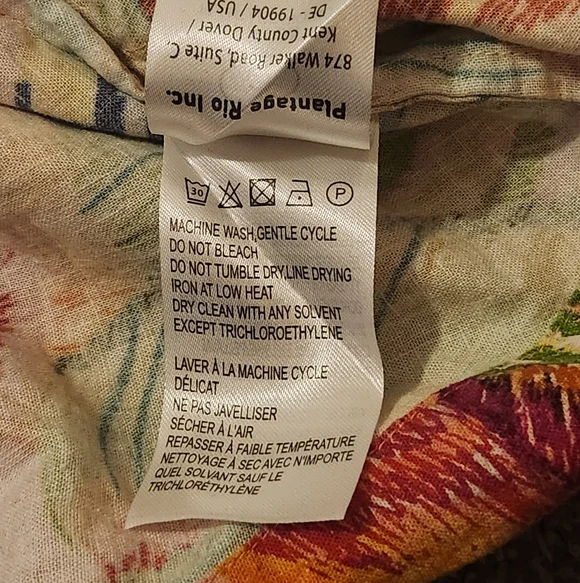 Plantage Rio Inc.
874 Walker Road, Suite C,
Kent County Dover /
DE - 19904 / USA
30
P
MACHINE WASH,GENTLE CYCLE
DO NOT BLEACH
DO NOT TUMBLE DRY,LINE DRYING
IRON AT LOW HEAT
DRY CLEAN WITH ANY SOLVENT
EXCEPT TRICHLOROETHYLENE
LAVER À LA MACHINE CYCLE
DÉLICAT
NE PAS JAVELLISER
SÉCHER À L'AIR
REPASSER À FAIBLE TEMPÉRATURE
NETTOYAGE À SEC AVEC N'IMPORTE
QUEL SOLVANT SAUF LE
TRICHLORÉTHYLÈNE